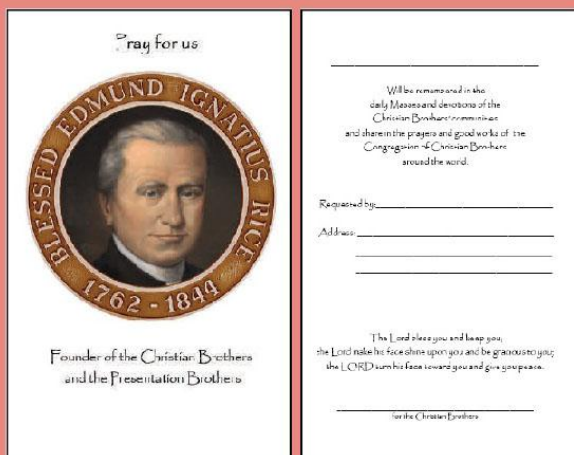 Pray for us
BLESSED EDMUND IGNATIUS RICE
1762 - 1844
Founder of the Christian Brothers
and the Presentation Brothers
Will be remembered in the
daily Masses and devotions of the
Christian Brothers' communities
and share in the prayers and good works of the
Congregation of Christian Brothers
around the world.
Requested by:
Address:
The Lord bless you and keep you;
the Lord make his face shine upon you and be gracious to you;
the LORD turn his face toward you and give you peace.
for the Christian Brothers